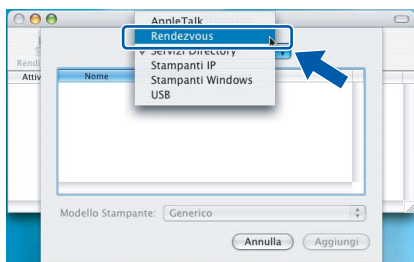 AppleTalk
Rendezvous
Servizi Directory
Stampanti IP
Stampanti Windows
USB
Rendi
Attiv
Nome
Modello Stampante: Generico
Annulla
Aggiungi